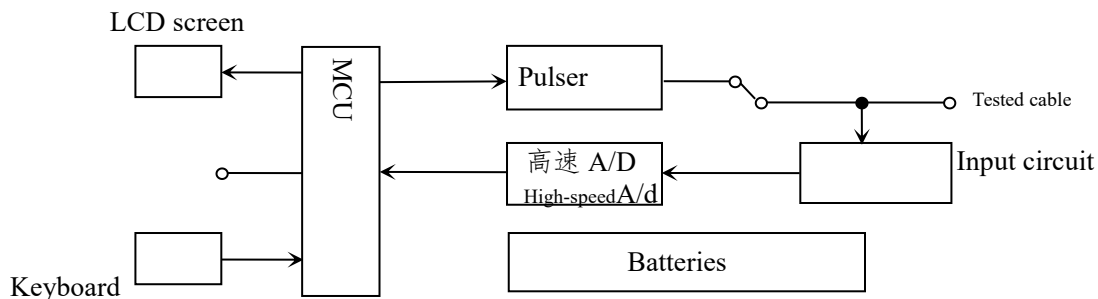 LCD screen
MCU
Pulser
Tested cable
高速 A/D
High-speedA/d
Input circuit
Batteries
Keyboard